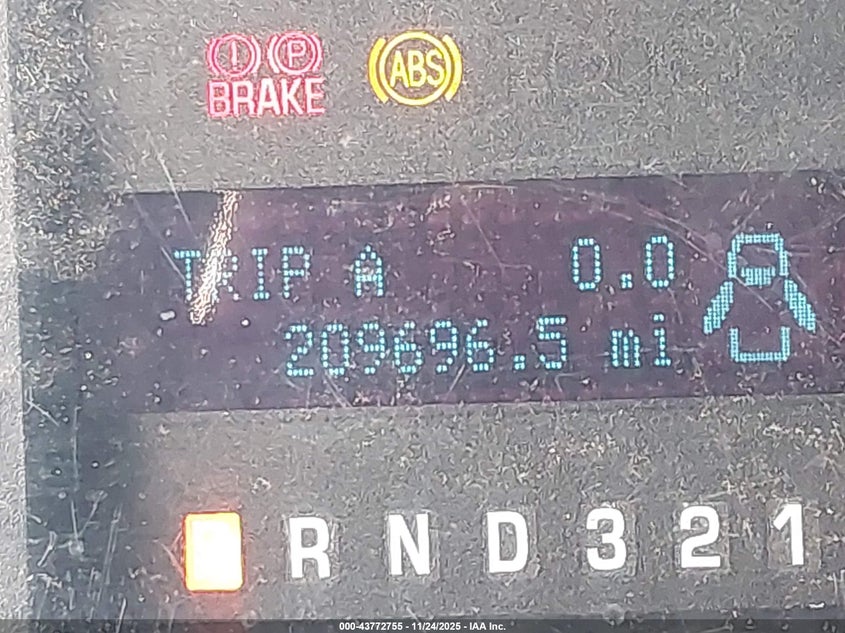 BRAKE ABS
TRIP A 0.0
209696.5 mi
R N D 3 2 1
000-43772755 - 11/24/2025 - IAA Inc.